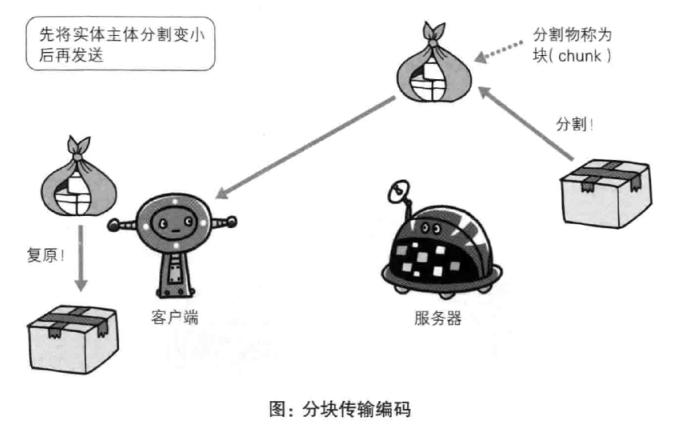 先将实体主体分割变小
后再发送
分割物称为
块( chunk )
分割!
复原!
客户端
服务器
图: 分块传输编码